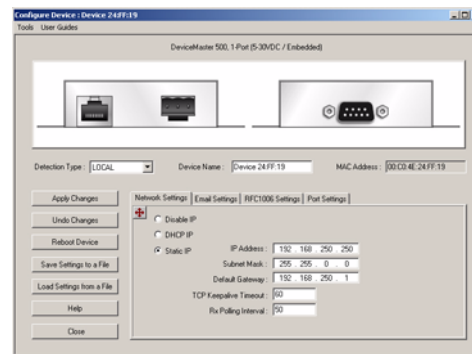 Configure Device : Device 24:FF:19
Tools User Guides
DeviceMaster 500, 1-Port (5-30VDC / Embedded)
Detection Type : LOCAL Device Name : Device 24:FF:19 MAC Address : 00:C0:4E:24:FF:19
Apply Changes
Undo Changes
Reboot Device
Save Settings to a File
Load Settings from a File
Help
Close
Network Settings Email Settings RFC1006 Settings Port Settings
Disable IP
DHCP IP
Static IP
IP Address : 192 . 168 . 250 . 250
Subnet Mask : 255 . 255 . 0 . 0
Default Gateway : 192 . 168 . 250 . 1
TCP Keepalive Timeout : 60
Rx Polling Interval : 50